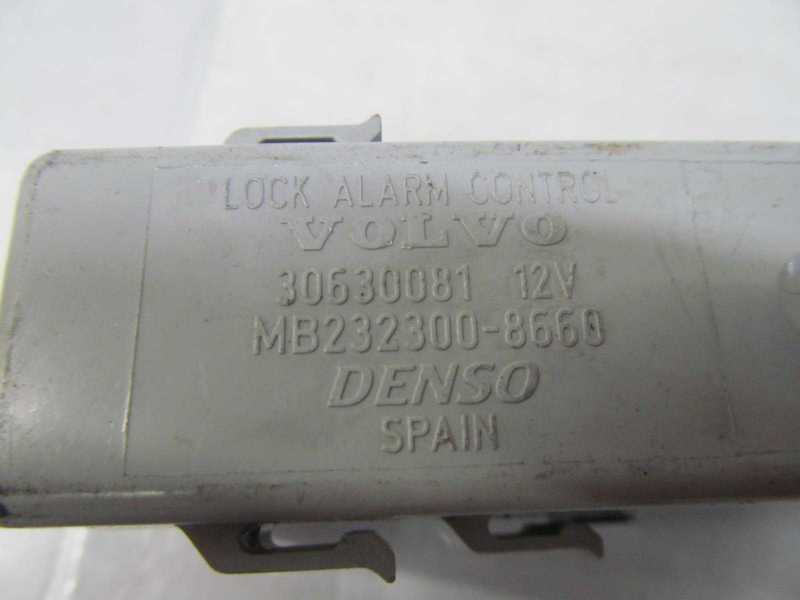 LOCK ALARM CONTROL
VOLVO
30630081 12V
MB232300-8660
DENSO
SPAIN